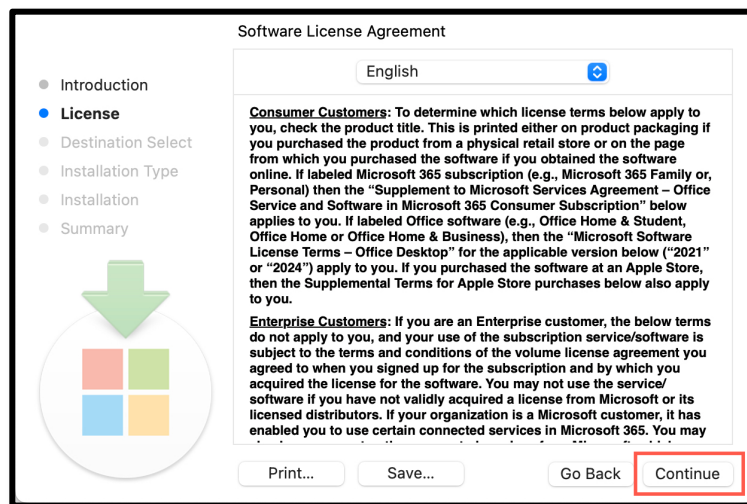 Software License Agreement
English
Introduction
License
Destination Select
Installation Type
Installation
Summary
Consumer Customers: To determine which license terms below apply to
you, check the product title. This is printed either on product packaging if
you purchased the product from a physical retail store or on the page
from which you purchased the software if you obtained the software
online. If labeled Microsoft 365 subscription (e.g., Microsoft 365 Family or,
Personal) then the “Supplement to Microsoft Services Agreement – Office
Service and Software in Microsoft 365 Consumer Subscription” below
applies to you. If labeled Office software (e.g., Office Home & Student,
Office Home or Office Home & Business), then the “Microsoft Software
License Terms – Office Desktop” for the applicable version below (“2021”
or “2024”) apply to you. If you purchased the software at an Apple Store,
then the Supplemental Terms for Apple Store purchases below also apply
to you.
Enterprise Customers: If you are an Enterprise customer, the below terms
do not apply to you, and your use of the subscription service/software is
subject to the terms and conditions of the volume license agreement you
agreed to when you signed up for the subscription and by which you
acquired the license for the software. You may not use the service/
software if you have not validly acquired a license from Microsoft or its
licensed distributors. If your organization is a Microsoft customer, it has
enabled you to use certain connected services in Microsoft 365. You may
Print...
Save...
Go Back
Continue